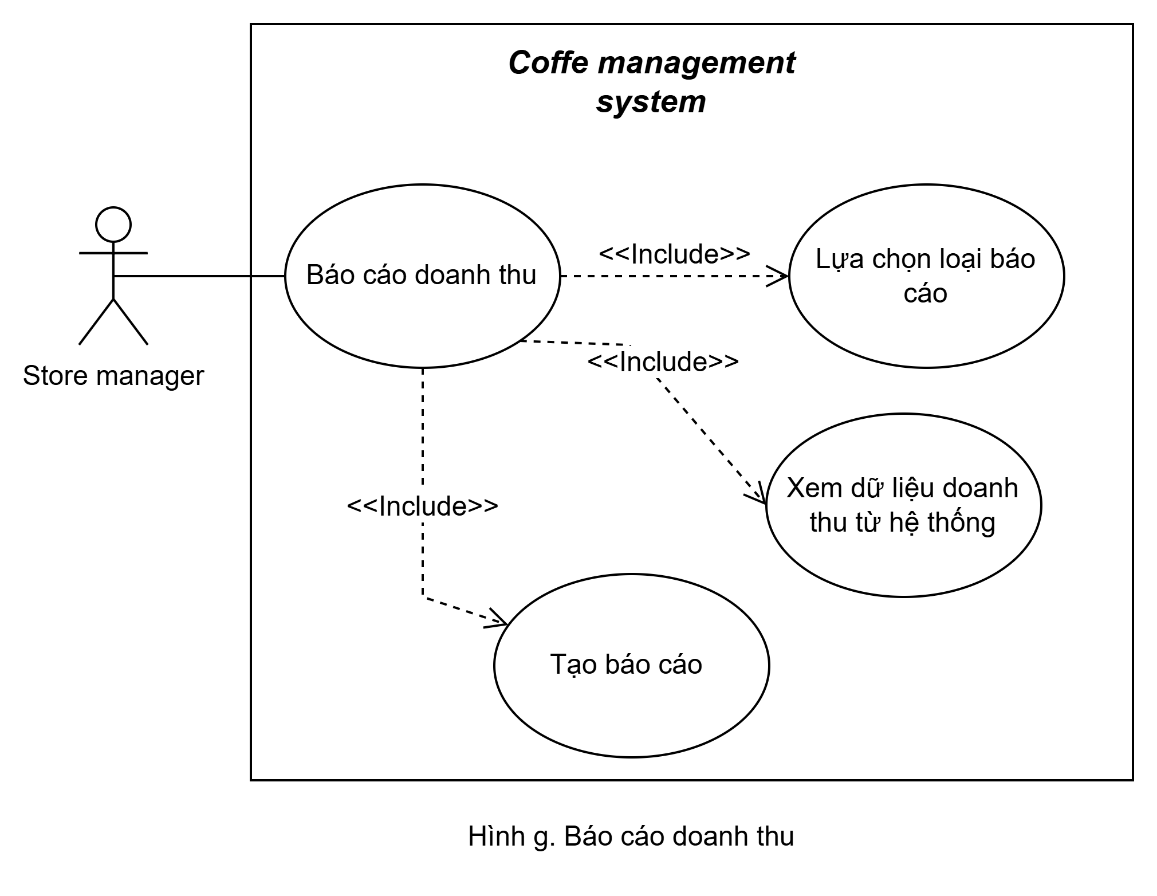 Coffe management
system
Báo cáo doanh thu
<<Include>>
Lựa chọn loại báo
cáo
<<Include>>
Store manager
Xem dữ liệu doanh
thu từ hệ thống
<<Include>>
Tạo báo cáo
Hình g. Báo cáo doanh thu